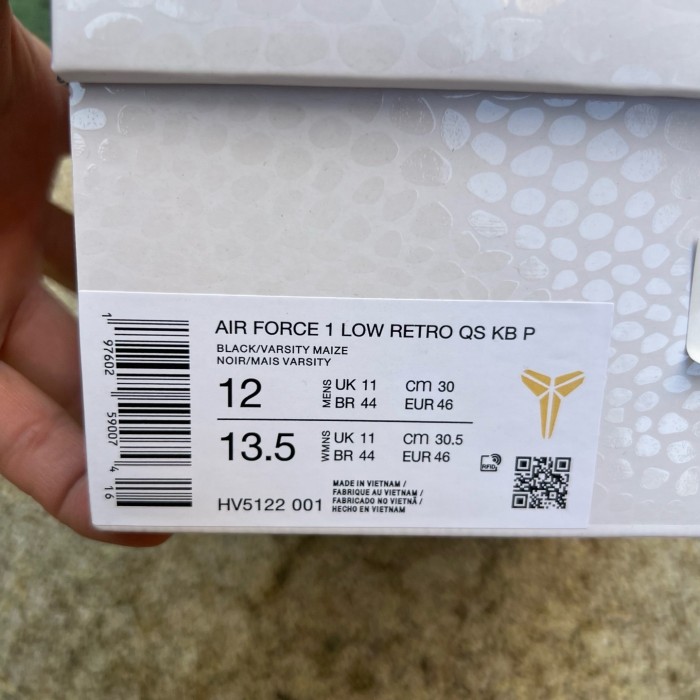 AIR FORCE 1 LOW RETRO QS KB P
BLACK/VARSITY MAIZE
NOIR/MAIS VARSITY
12 MENS UK 11 cm 30
BR 44 EUR 46
13.5 WMNS UK 11 cm 30.5
BR 44 EUR 46
RFID
HV5122 001
MADE IN VIETNAM /
FABRIQUE AU VIETNAM /
FABRICADO NO VIETNÃ /
HECHO EN VIETNAM
1 97602 59007 4 16